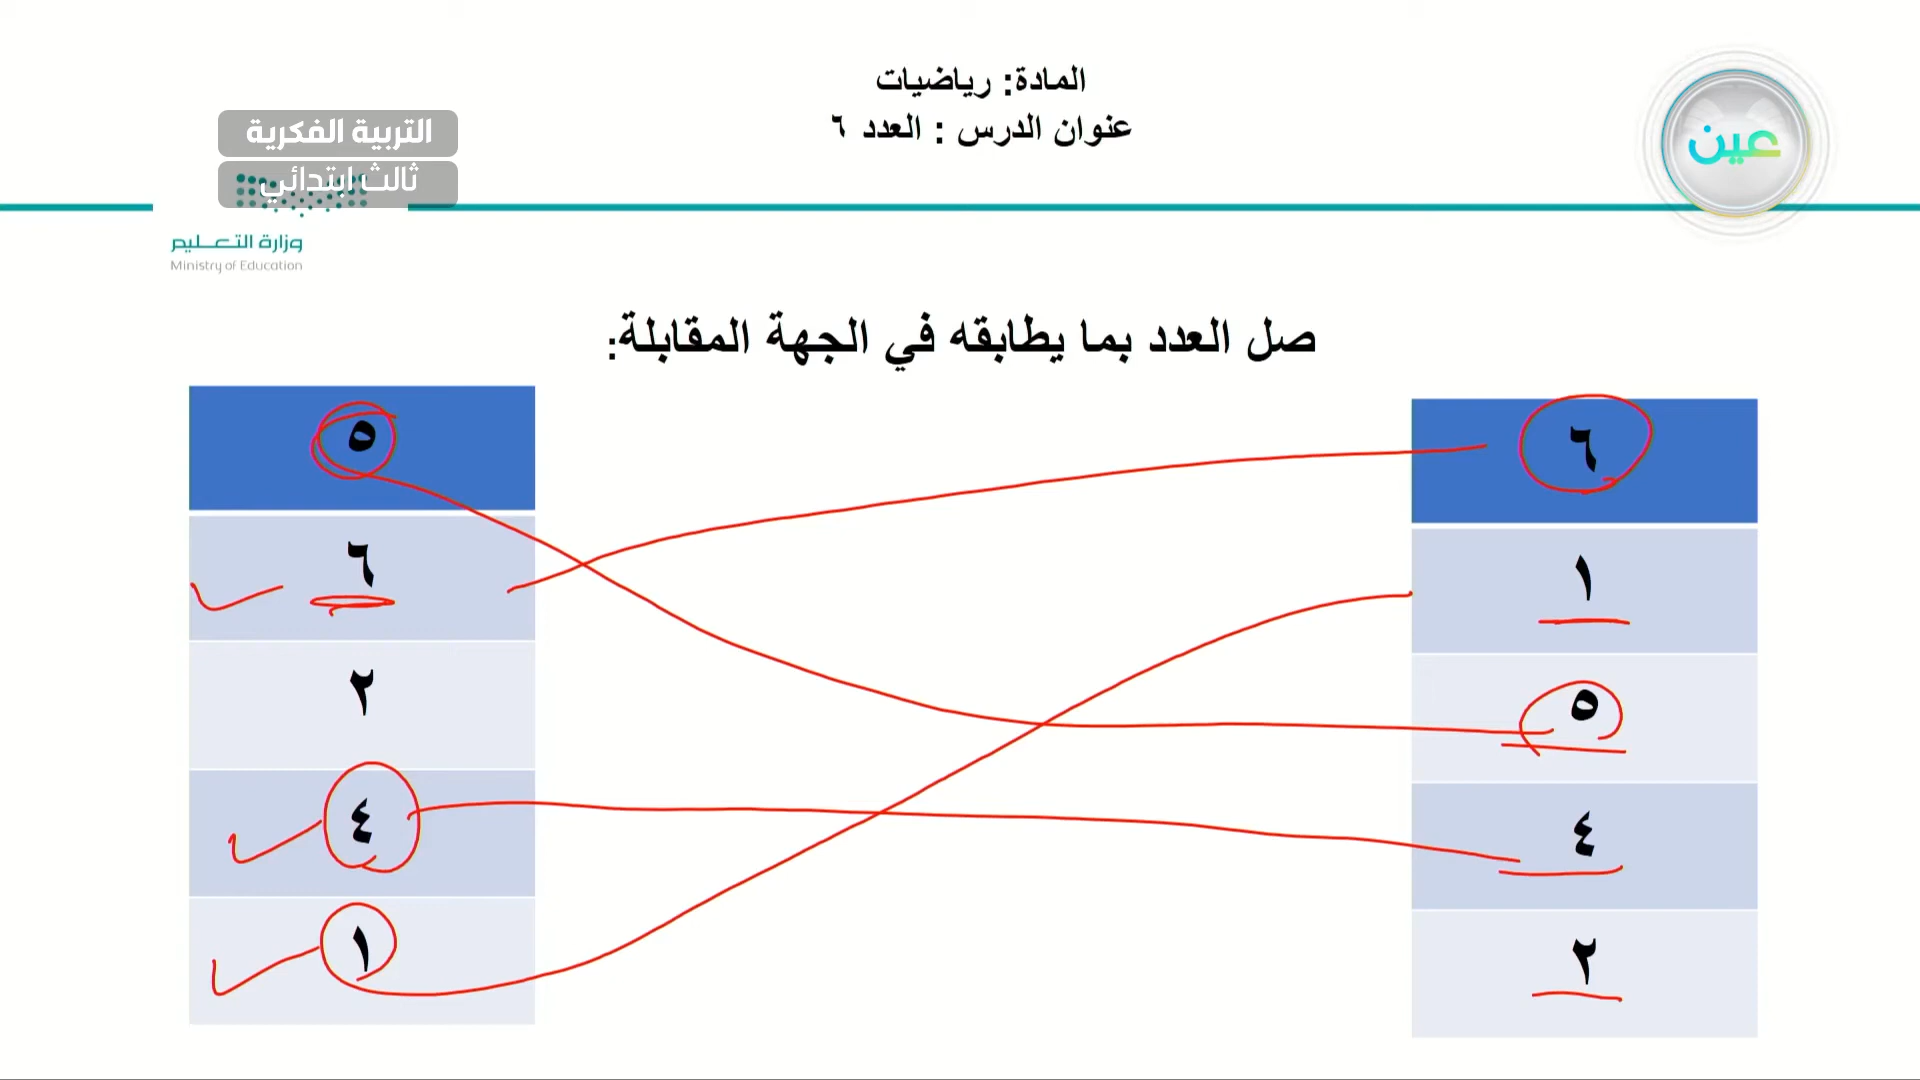 المادة: رياضيات
عنوان الدرس : العدد ٦
عين
التربية الفكرية
ثالث ابتدائي
وزارة التعليم
Ministry of Education
صل العدد بما يطابقه في الجهة المقابلة:
٦
١
٥
٤
٢
٥
٦
٢
٤
١